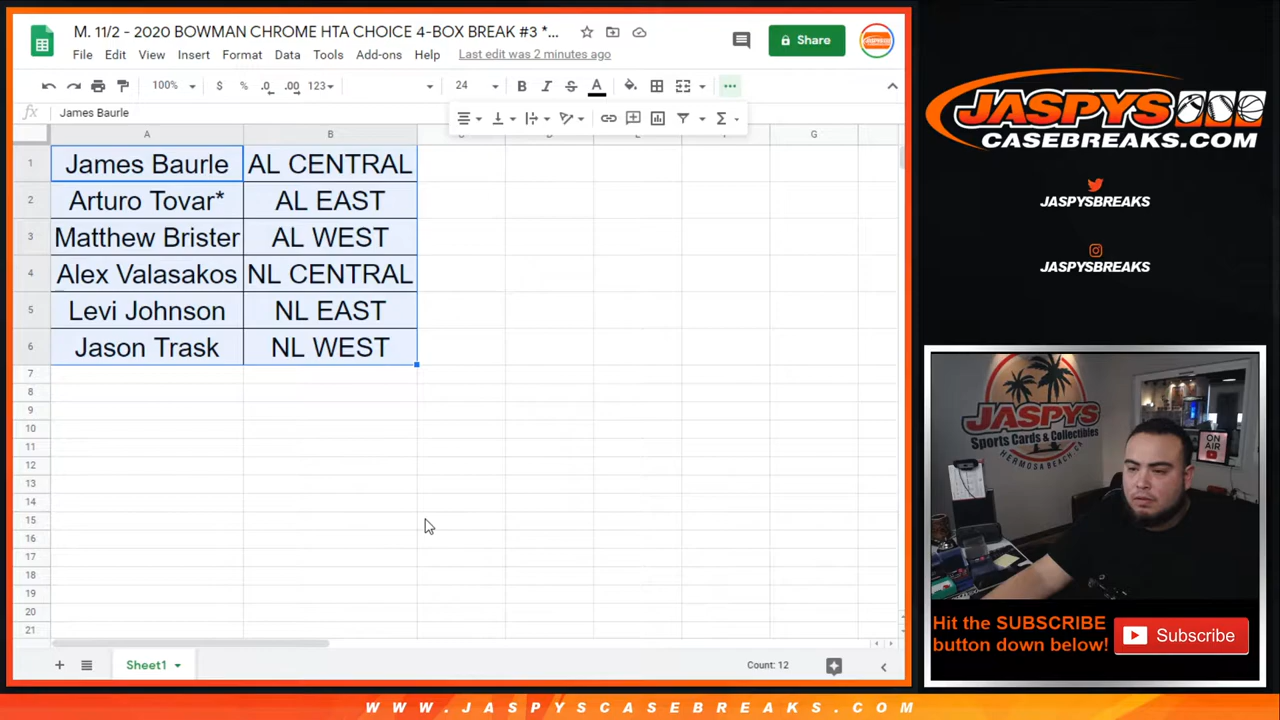 M. 11/2 - 2020 BOWMAN CHROME HTA CHOICE 4-BOX BREAK #3 *...
File Edit View Insert Format Data Tools Add-ons Help Last edit was 2 minutes ago
Share
100% $ % .0 .00 123 24 B I S A
fx James Baurle
A B C D E F G
1 James Baurle AL CENTRAL
2 Arturo Tovar* AL EAST
3 Matthew Brister AL WEST
4 Alex Valasakos NL CENTRAL
5 Levi Johnson NL EAST
6 Jason Trask NL WEST
7
8
9
10
11
12
13
14
15
16
17
18
19
20
21
Sheet1 Count: 12
JASPYS
CASEBREAKS.COM
JASPYSBREAKS
JASPYSBREAKS
JASPYS
Sports Cards & Collectibles
HERMOSA BEACH, CA
ON AIR
Hit the SUBSCRIBE
button down below!
Subscribe
WWW.JASPYSCASEBREAKS.COM